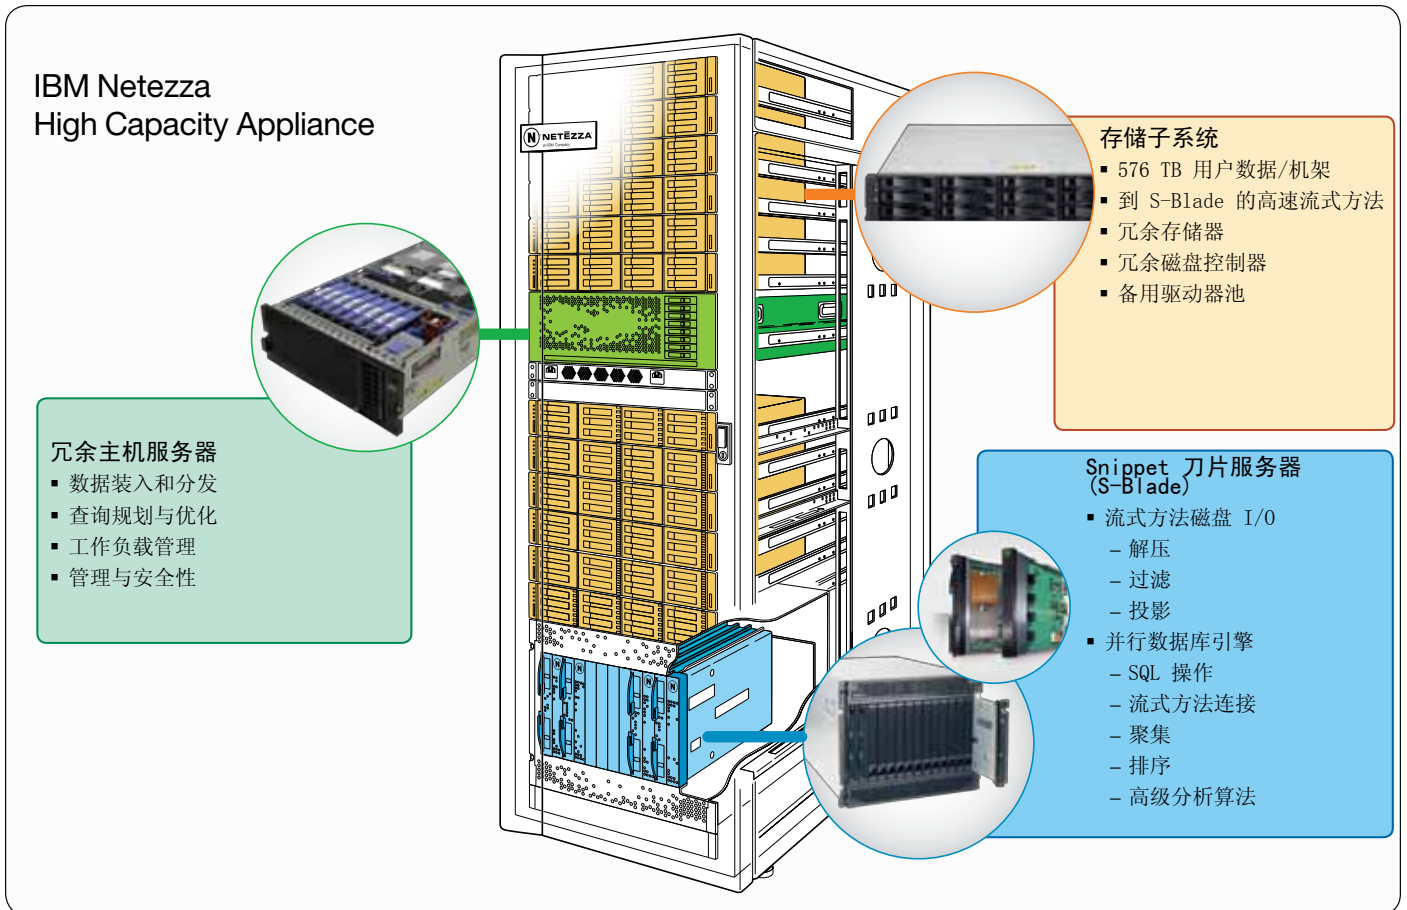 IBM Netezza
High Capacity Appliance
NETEZZA
an IBM Company
存储子系统
▪ 576 TB 用户数据/机架
▪ 到 S-Blade 的高速流式方法
▪ 冗余存储器
▪ 冗余磁盘控制器
▪ 备用驱动器池
冗余主机服务器
▪ 数据装入和分发
▪ 查询规划与优化
▪ 工作负载管理
▪ 管理与安全性
Snippet 刀片服务器
(S-Blade)
▪ 流式方法磁盘 I/O
– 解压
– 过滤
– 投影
▪ 并行数据库引擎
– SQL 操作
– 流式方法连接
– 聚集
– 排序
– 高级分析算法